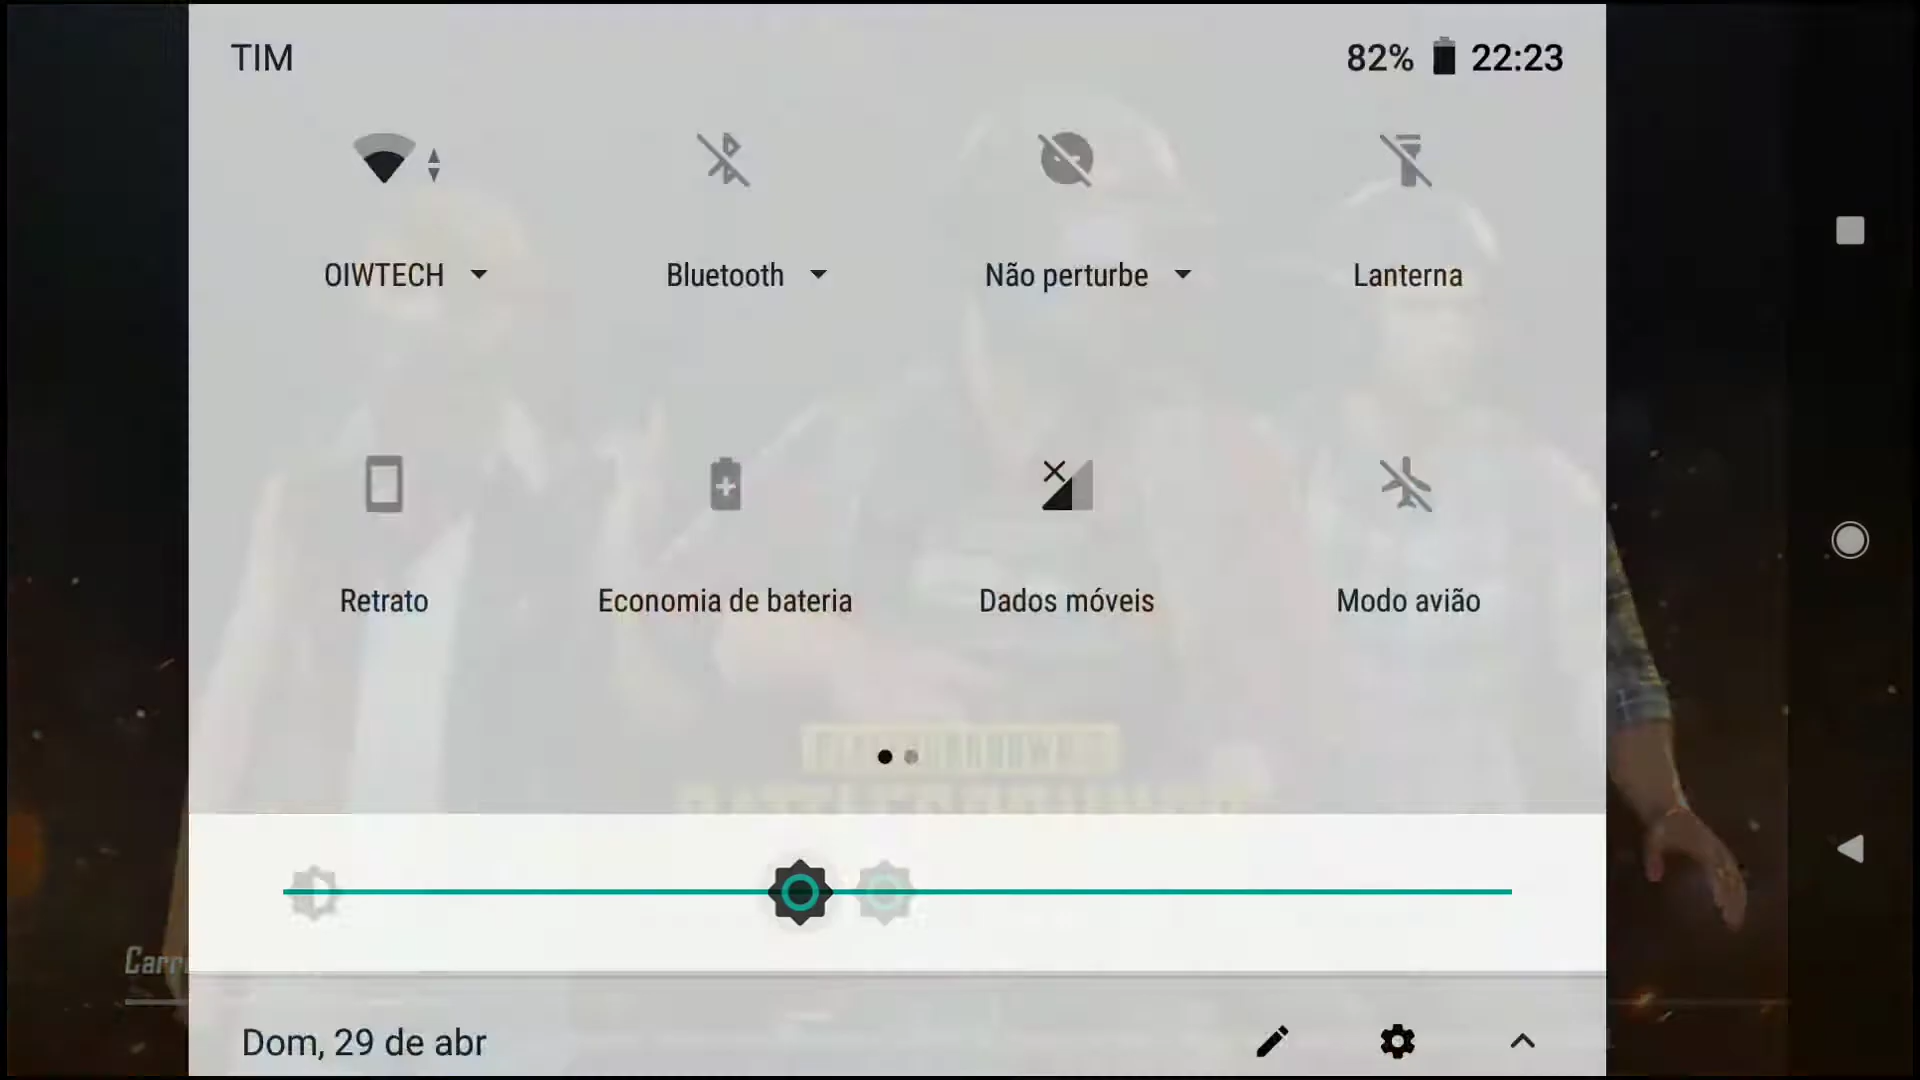 TIM
82% 22:23
OIWTECH
Bluetooth
Não perturbe
Lanterna
Retrato
Economia de bateria
Dados móveis
Modo avião
Carr
Dom, 29 de abr